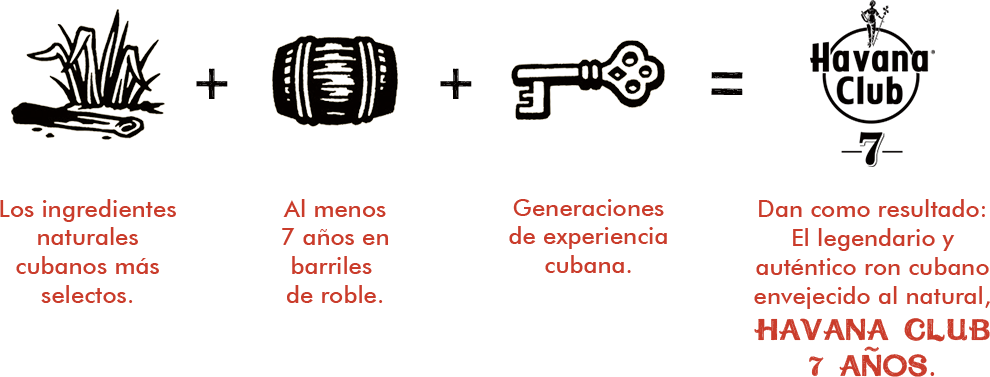 +
+
=
Havana®
Club
7
Los ingredientes
naturales
cubanos más
selectos.
Al menos
7 años en
barriles
de roble.
Generaciones
de experiencia
cubana.
Dan como resultado:
El legendario y
auténtico ron cubano
envejecido al natural,
HAVANA CLUB
7 AÑOS.